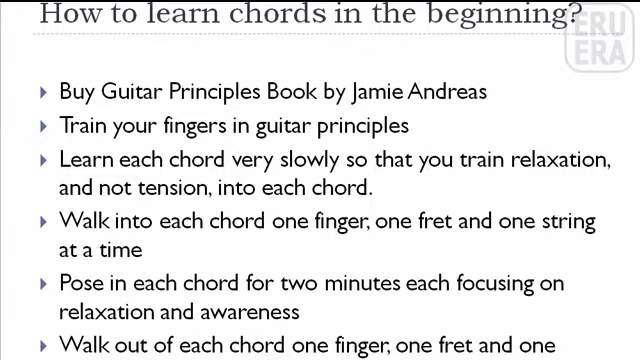 How to learn chords in the beginning?
ERU
ERA
Buy Guitar Principles Book by Jamie Andreas
Train your fingers in guitar principles
Learn each chord very slowly so that you train relaxation,
and not tension, into each chord.
Walk into each chord one finger, one fret and one string
at a time
Pose in each chord for two minutes each focusing on
relaxation and awareness
Walk out of each chord one finger, one fret and one